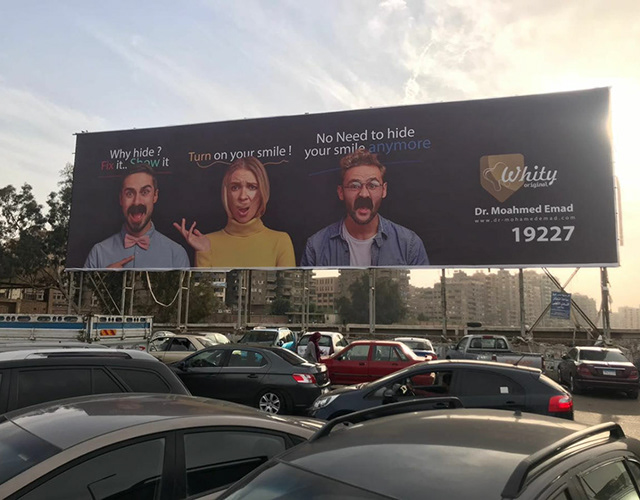 Why hide ?
Fix it.. Show it
Turn on your smile !
No Need to hide
your smile anymore
Whity
original
Dr. Moahmed Emad
www.dr-mohamedemad.com
19227